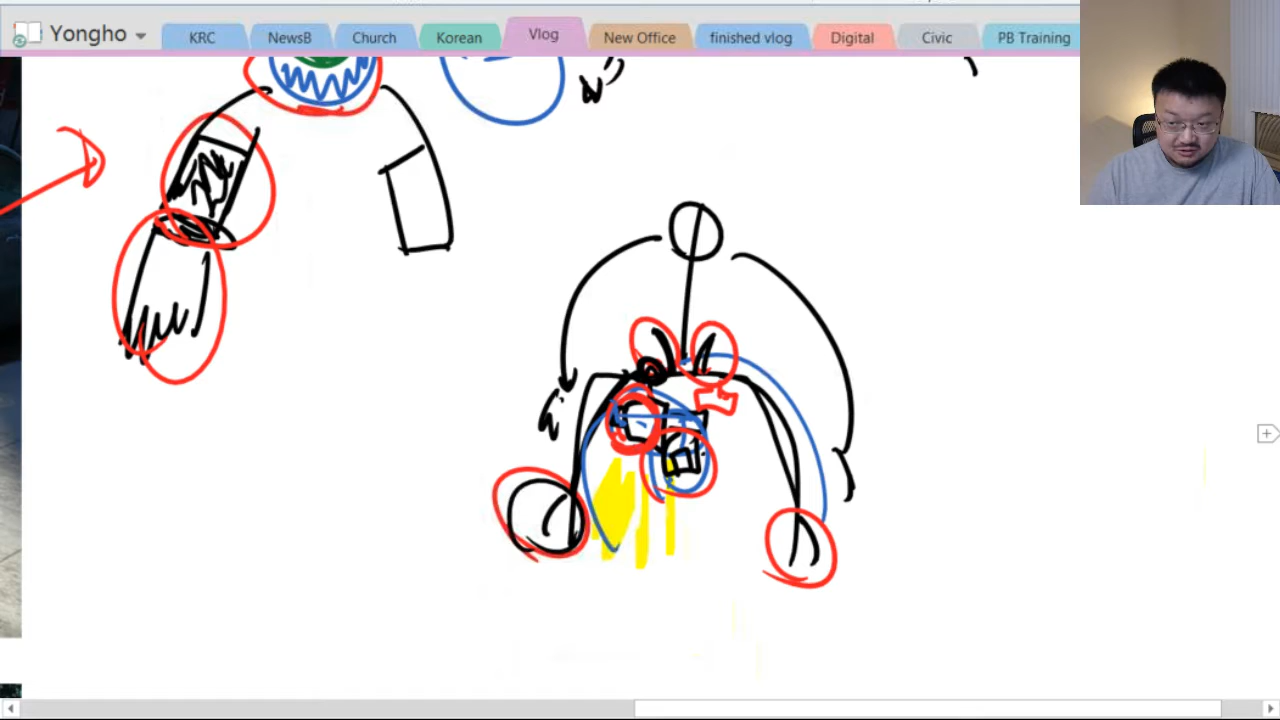 Yongho
KRC
NewsB
Church
Korean
Vlog
New Office
finished vlog
Digital
Civic
PB Training